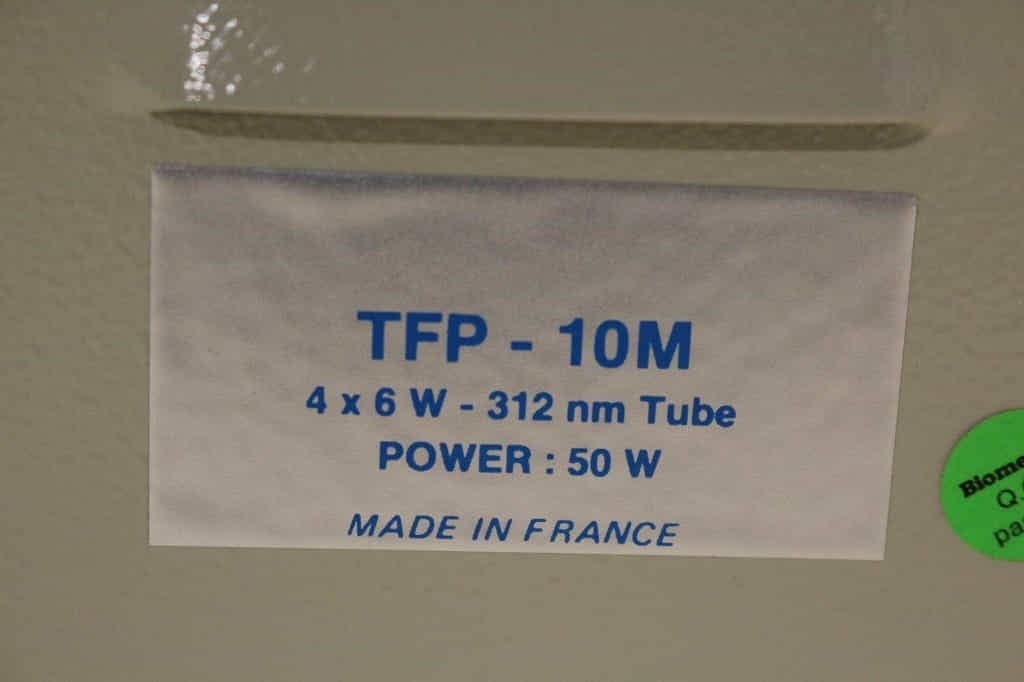 TFP - 10M
4 x 6 W - 312 nm Tube
POWER : 50 W
MADE IN FRANCE